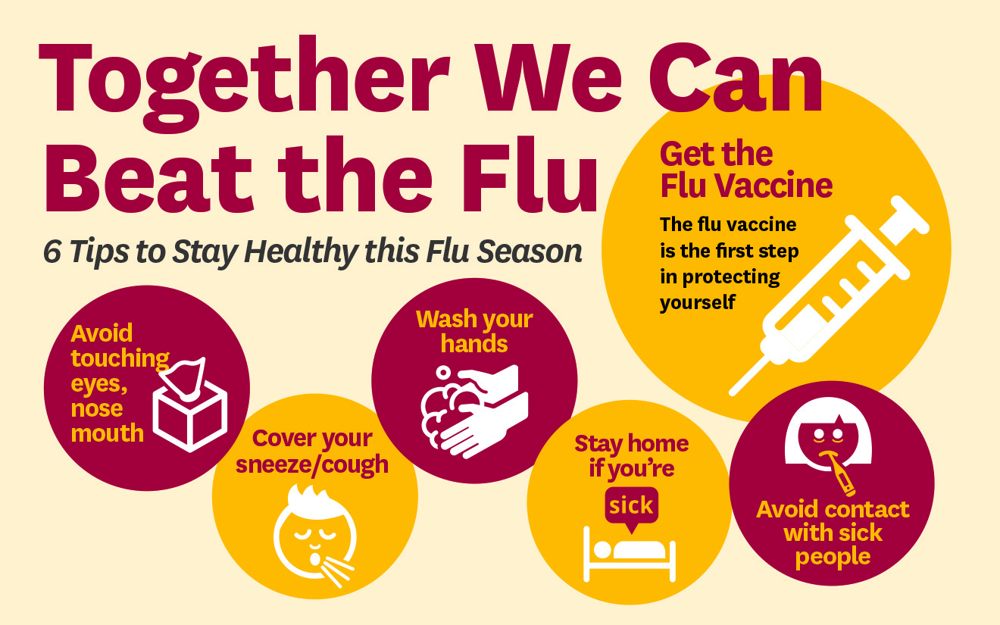 Together We Can
Beat the Flu
6 Tips to Stay Healthy this Flu Season
Get the
Flu Vaccine
The flu vaccine
is the first step
in protecting
yourself
Avoid
touching
eyes,
nose
mouth
Cover your
sneeze/cough
Wash your
hands
Stay home
if you're
sick
Avoid contact
with sick
people